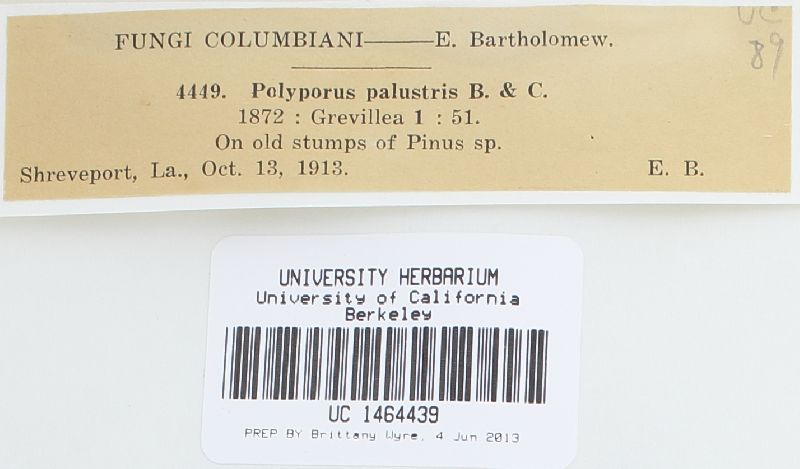 FUNGI COLUMBIANI——E. Bartholomew.
UC
89
4449. Polyporus palustris B. & C.
1872 : Grevillea 1 : 51.
On old stumps of Pinus sp.
Shreveport, La., Oct. 13, 1913. E. B.
UNIVERSITY HERBARIUM
University of California
Berkeley
UC 1464439
PREP BY Brittany Wyre, 4 Jun 2013